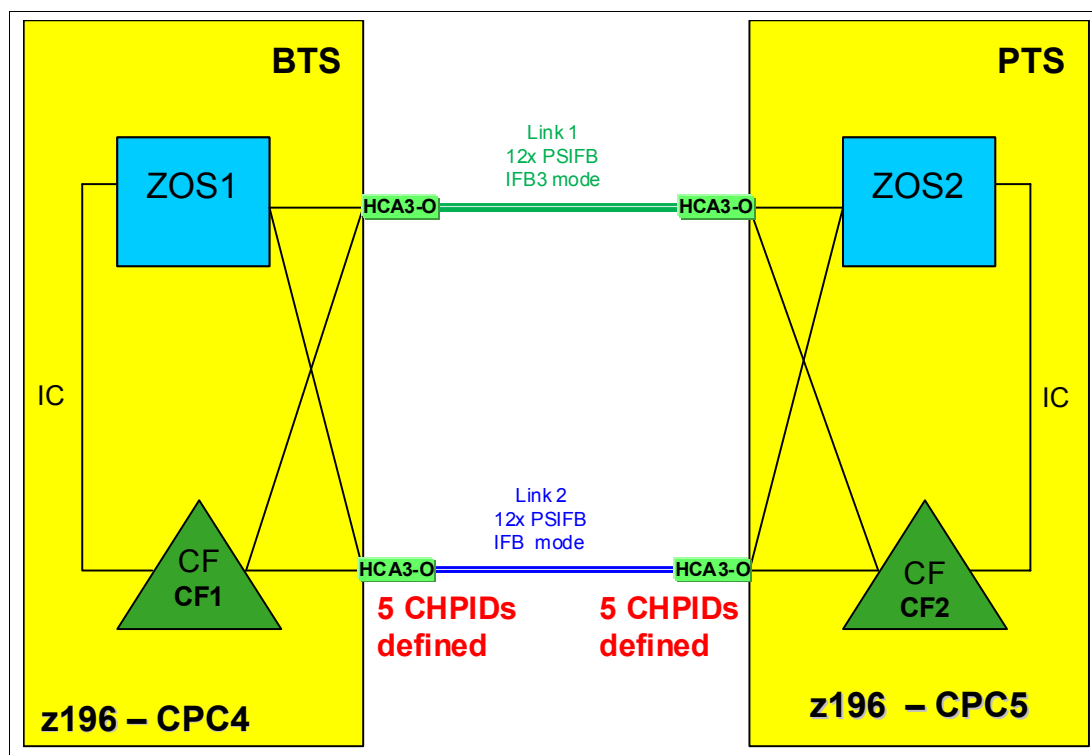 BTS
PTS
ZOS1
Link 1
12x PSIFB
IFB3 mode
ZOS2
HCA3-O
HCA3-O
IC
IC
Link 2
12x PSIFB
IFB mode
CF
CF1
HCA3-O
HCA3-O
CF
CF2
5 CHPIDs
defined
5 CHPIDs
defined
z196 – CPC4
z196 – CPC5